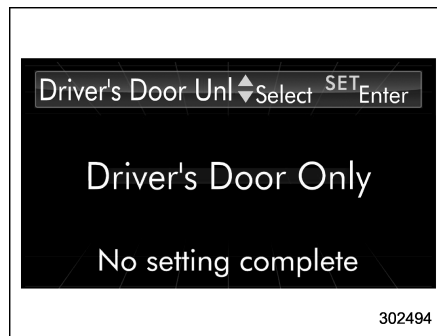 Driver's Door Unl Select SET Enter
Driver's Door Only
No setting complete
302494